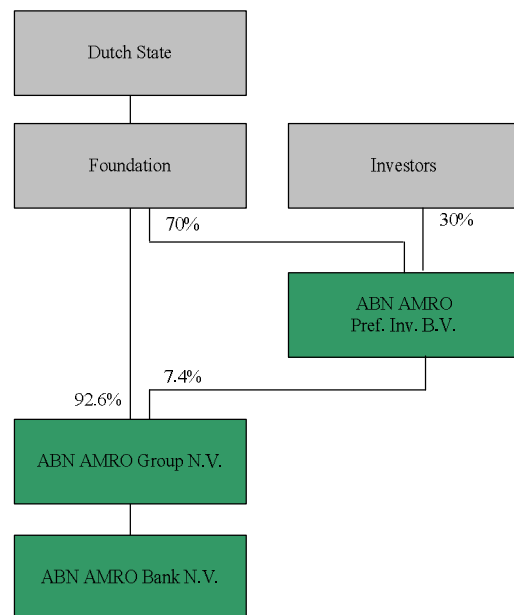 Dutch State
Foundation
Investors
70%
30%
ABN AMRO
Pref. Inv. B.V.
7.4%
92.6%
ABN AMRO Group N.V.
ABN AMRO Bank N.V.